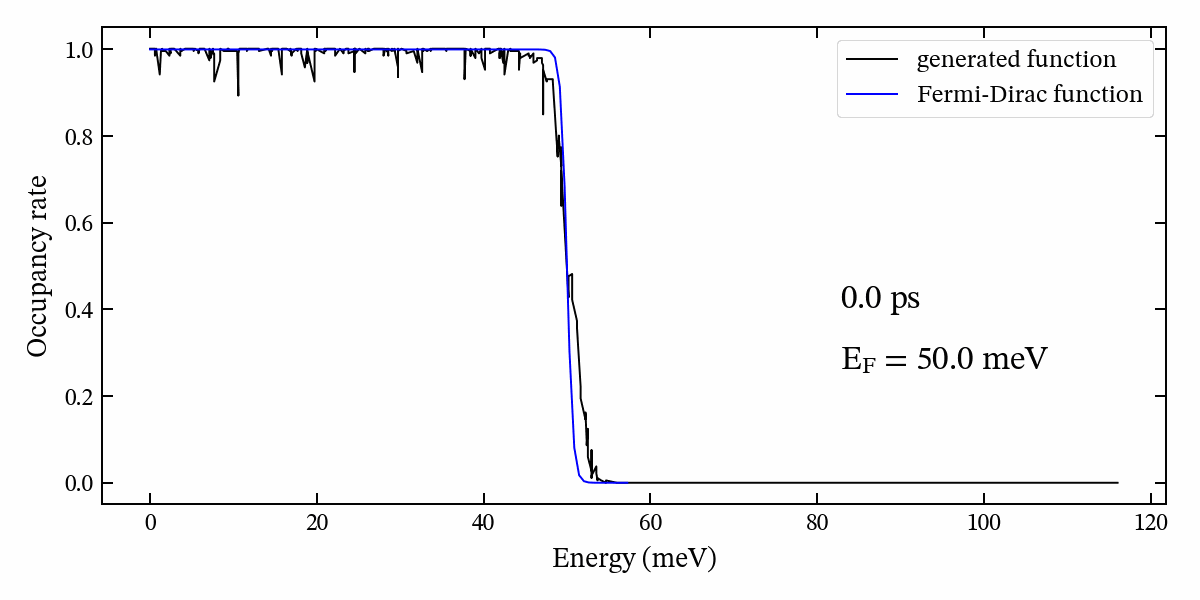 generated function
Fermi-Dirac function
1.0
0.8
0.6
0.4
0.2
0.0
Occupancy rate
0.0 ps
E_F = 50.0 meV
0 20 40 60 80 100 120
Energy (meV)